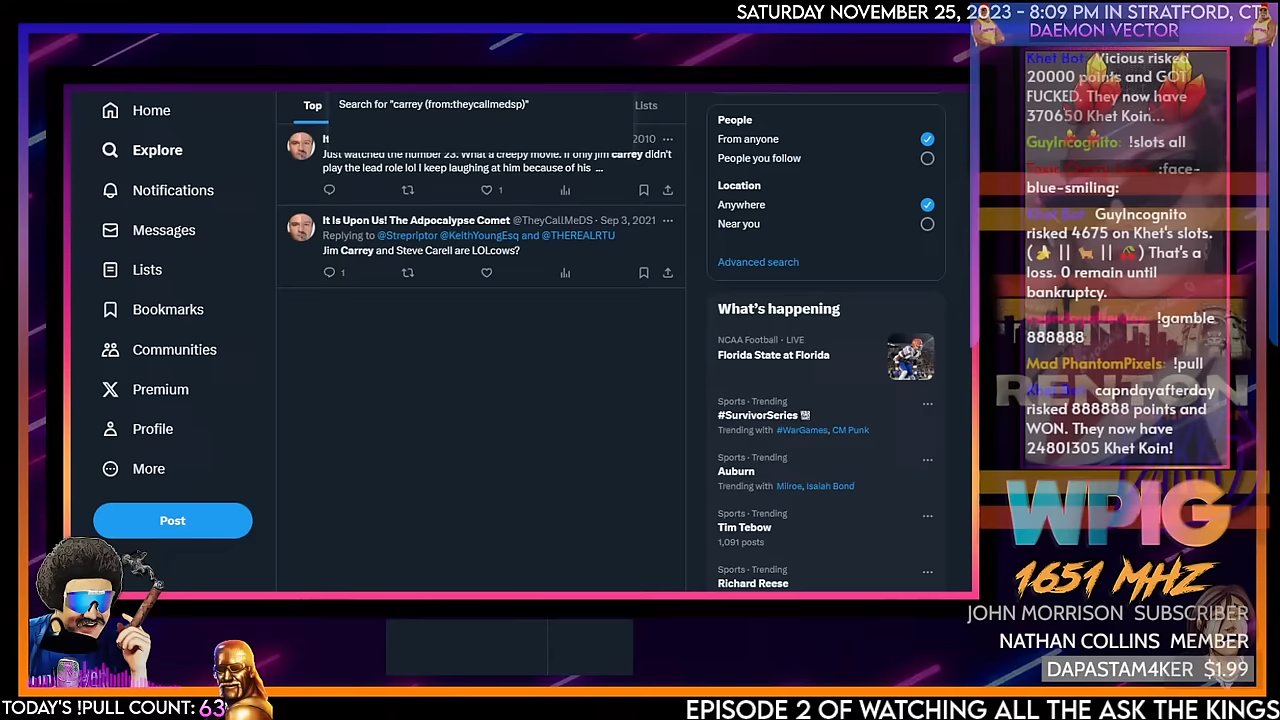 SATURDAY NOVEMBER 25, 2023 - 8:09 PM IN STRATFORD, CT
DAEMON VECTOR
Home
Explore
Notifications
Messages
Lists
Bookmarks
Communities
Premium
Profile
More
Post
Top
Search for "carrey (from:theycallmedsp)"
Lists
It
2010
Just watched the number 23. What a creepy movie. If only jim carrey didn't
play the lead role lol I keep laughing at him because of his ...
1
It Is Upon Us! The Adpocalypse Comet @TheyCallMeDS · Sep 3, 2021
Replying to @Strepriptor @KeithYoungEsq and @THEREALRTU
Jim Carrey and Steve Carell are LOLcows?
1
People
From anyone
People you follow
Location
Anywhere
Near you
Advanced search
What's happening
NCAA Football · LIVE
Florida State at Florida
Sports · Trending
#SurvivorSeries
Trending with #WarGames, CM Punk
Sports · Trending
Auburn
Trending with Milroe, Isaiah Bond
Sports · Trending
Tim Tebow
1,091 posts
Sports · Trending
Richard Reese
Khet Bot: Vicious risked
20000 points and GOT
FUCKED. They now have
370650 Khet Koin...
GuyIncognito: !slots all
:face-
blue-smiling:
Khet Bot: GuyIncognito
risked 4675 on Khet's slots.
( || || ) That's a
loss. 0 remain until
bankruptcy.
!gamble
888888
Mad PhantomPixels: !pull
Khet Bot: capndayafterday
risked 888888 points and
WON. They now have
24801305 Khet Koin!
RENTON
WPIG
1651 MHZ
JOHN MORRISON SUBSCRIBER
NATHAN COLLINS MEMBER
DAPASTAM4KER $1.99
TODAY'S !PULL COUNT: 63
EPISODE 2 OF WATCHING ALL THE ASK THE KINGS